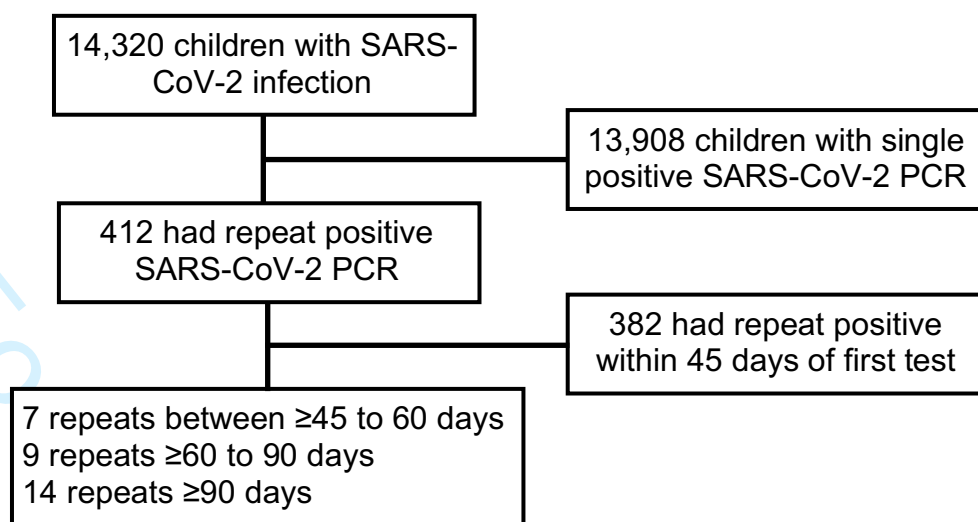 14,320 children with SARS-
CoV-2 infection
13,908 children with single
positive SARS-CoV-2 PCR
412 had repeat positive
SARS-CoV-2 PCR
382 had repeat positive
within 45 days of first test
7 repeats between ≥45 to 60 days
9 repeats ≥60 to 90 days
14 repeats ≥90 days